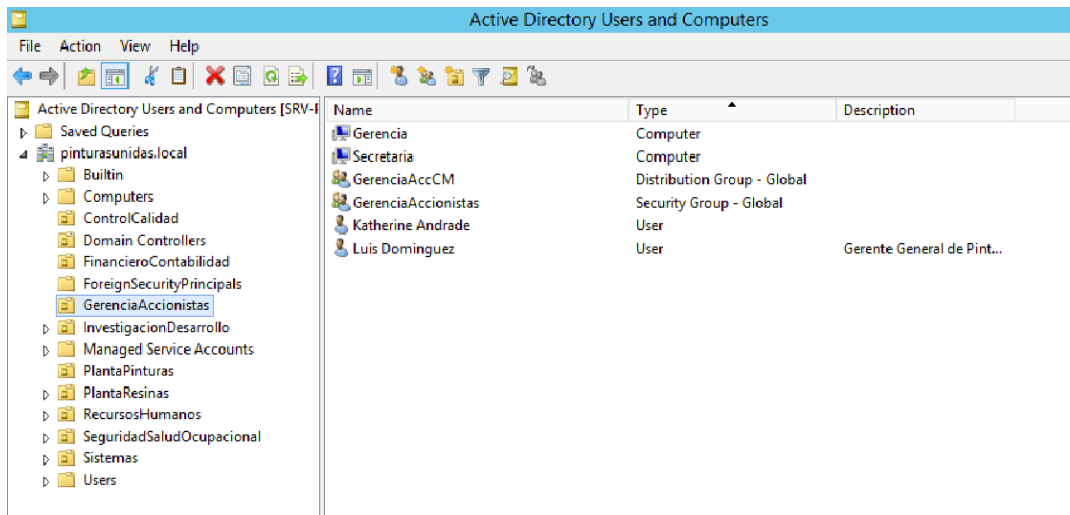 Active Directory Users and Computers
File Action View Help
Active Directory Users and Computers [SRV-F
Saved Queries
pinturasunidas.local
Builtin
Computers
ControlCalidad
Domain Controllers
FinancieroContabilidad
ForeignSecurityPrincipals
GerenciaAccionistas
InvestigacionDesarrollo
Managed Service Accounts
PlantaPinturas
PlantaResinas
RecursosHumanos
SeguridadSaludOcupacional
Sistemas
Users
Name Type Description
Gerencia Computer
Secretaria Computer
GerenciaAccCM Distribution Group - Global
GerenciaAccionistas Security Group - Global
Katherine Andrade User
Luis Dominguez User Gerente General de Pint...